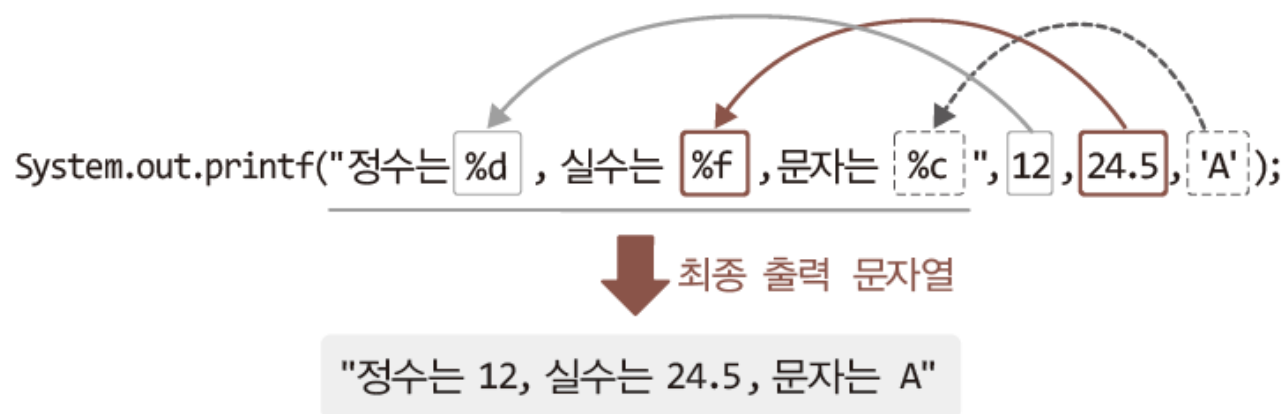 System.out.printf("정수는 %d , 실수는 %f ,문자는 %c ", 12 , 24.5 , 'A' );
최종 출력 문자열
"정수는 12, 실수는 24.5, 문자는 A"